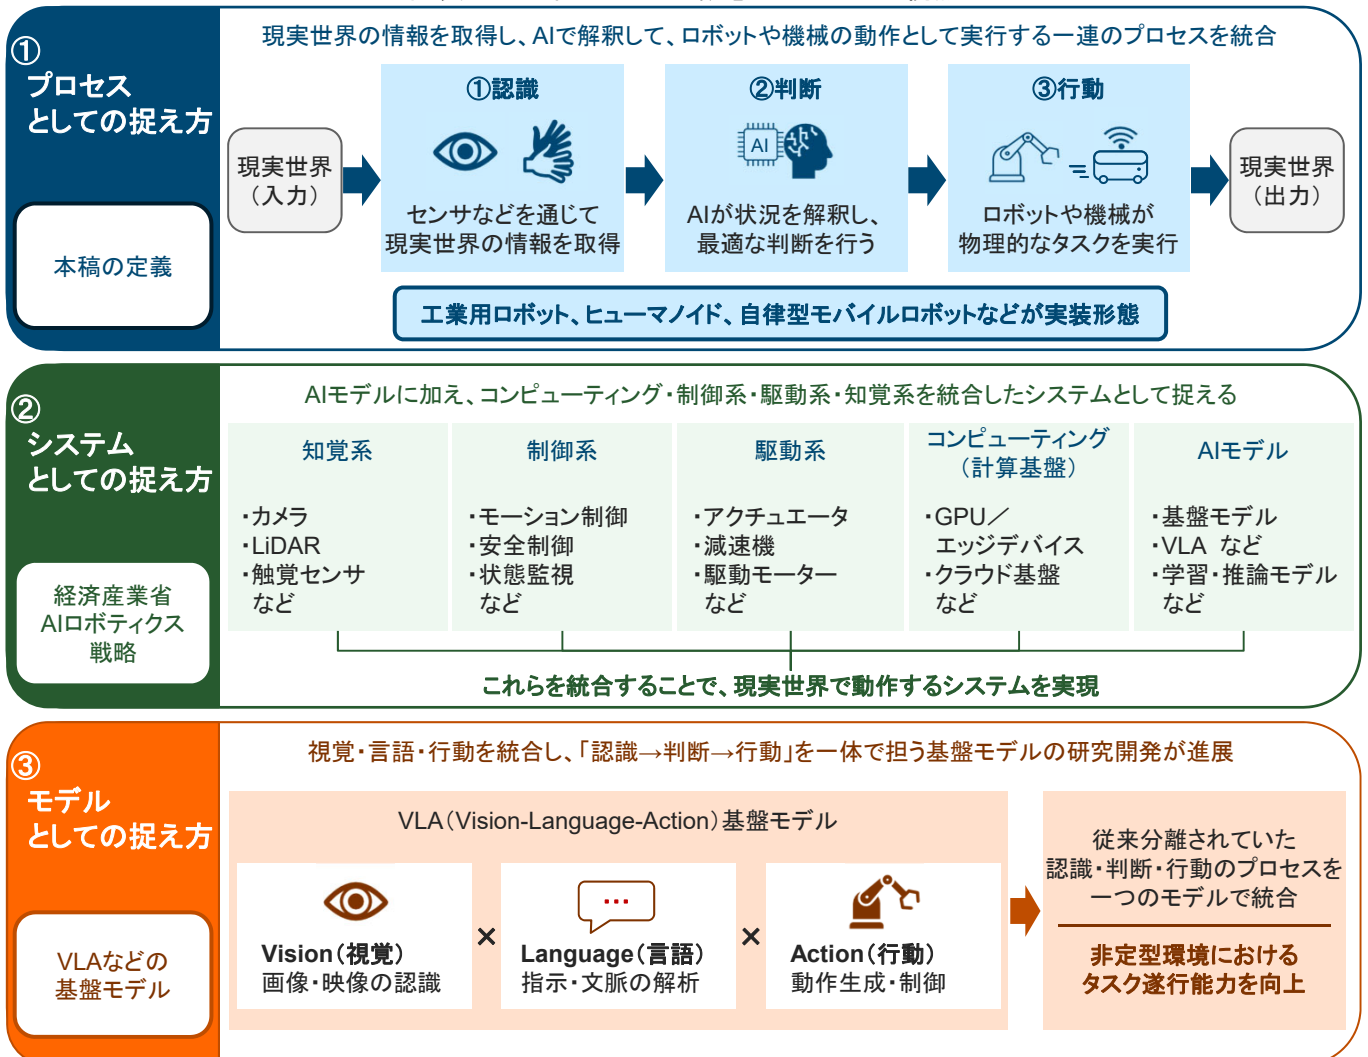 ①
プロセス
としての捉え方
本稿の定義
現実世界の情報を取得し、AIで解釈して、ロボットや機械の動作として実行する一連のプロセスを統合
現実世界
（入力）
①認識
センサなどを通じて
現実世界の情報を取得
②判断
AI
AIが状況を解釈し、
最適な判断を行う
③行動
ロボットや機械が
物理的なタスクを実行
現実世界
（出力）
工業用ロボット、ヒューマノイド、自律型モバイルロボットなどが実装形態
②
システム
としての捉え方
経済産業省
AIロボティクス
戦略
AIモデルに加え、コンピューティング・制御系・駆動系・知覚系を統合したシステムとして捉える
知覚系
・カメラ
・LiDAR
・触覚センサ
など
制御系
・モーション制御
・安全制御
・状態監視
など
駆動系
・アクチュエータ
・減速機
・駆動モーター
など
コンピューティング
（計算基盤）
・GPU／
エッジデバイス
・クラウド基盤
など
AIモデル
・基盤モデル
・VLA など
・学習・推論モデル
など
これらを統合することで、現実世界で動作するシステムを実現
③
モデル
としての捉え方
VLAなどの
基盤モデル
視覚・言語・行動を統合し、「認識→判断→行動」を一体で担う基盤モデルの研究開発が進展
VLA（Vision-Language-Action）基盤モデル
Vision（視覚）
画像・映像の認識
×
…
Language（言語）
指示・文脈の解析
×
Action（行動）
動作生成・制御
従来分離されていた
認識・判断・行動のプロセスを
一つのモデルで統合
非定型環境における
タスク遂行能力を向上